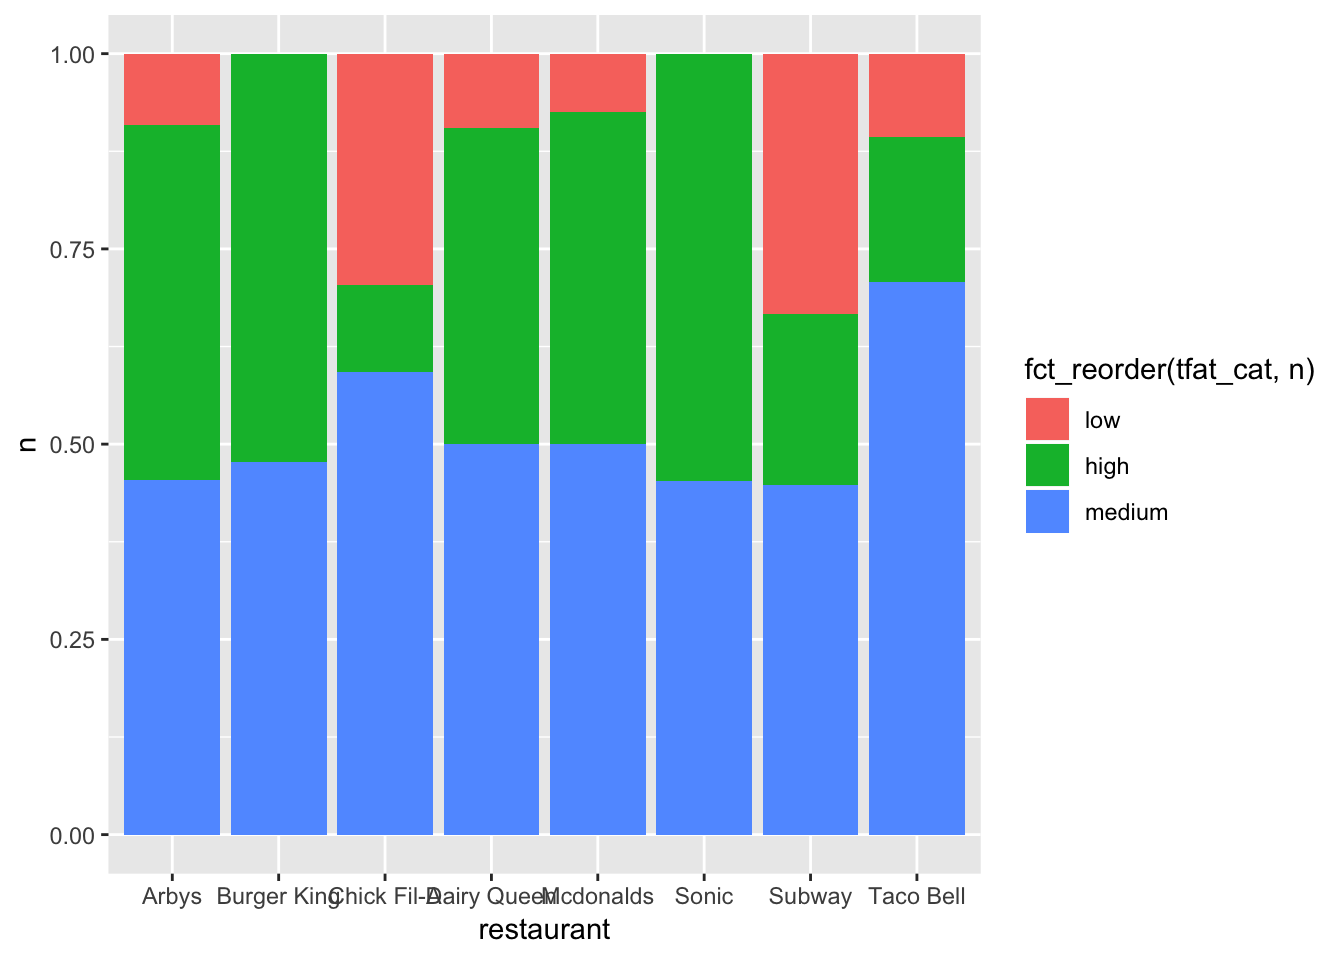 1.00
0.75
0.50
0.25
0.00
n
Arbys Burger King Chick Fil-A Dairy Queen Mcdonalds Sonic Subway Taco Bell
restaurant
fct_reorder(tfat_cat, n)
low
high
medium